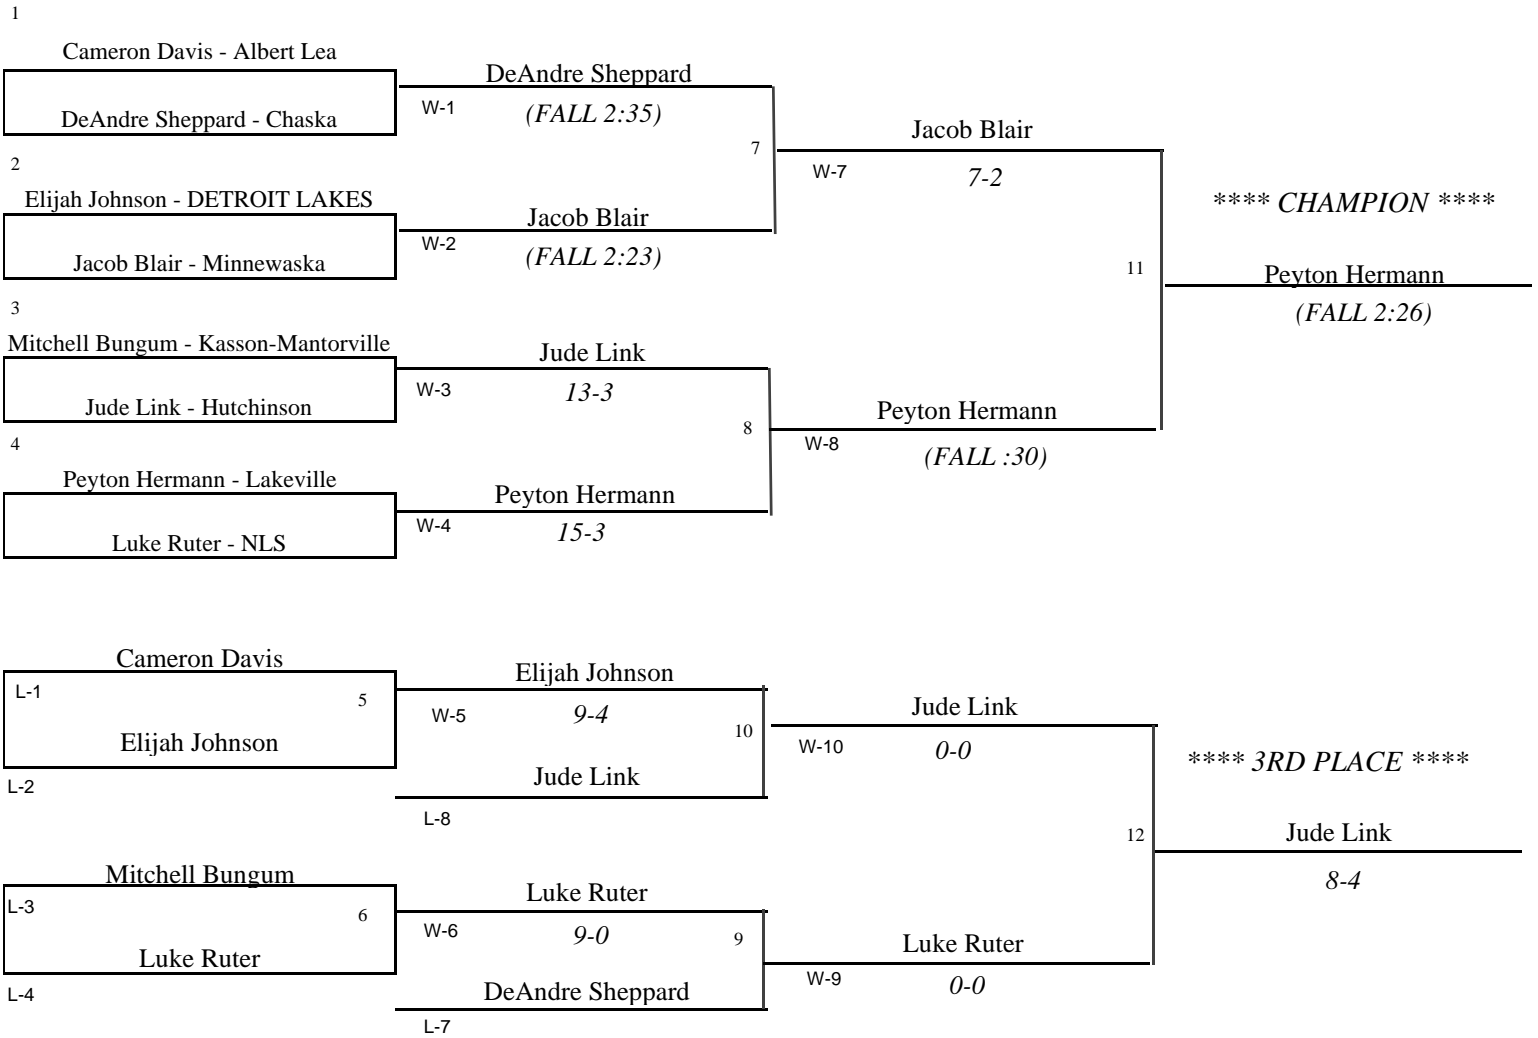 1
Cameron Davis - Albert Lea
DeAndre Sheppard
W-1
(FALL 2:35)
DeAndre Sheppard - Chaska
7
Jacob Blair
W-7
7-2
2
Elijah Johnson - DETROIT LAKES
Jacob Blair
W-2
(FALL 2:23)
Jacob Blair - Minnewaska
**** CHAMPION ****
11
Peyton Hermann
(FALL 2:26)
3
Mitchell Bungum - Kasson-Mantorville
Jude Link
W-3
13-3
Jude Link - Hutchinson
8
Peyton Hermann
W-8
(FALL :30)
4
Peyton Hermann - Lakeville
Peyton Hermann
W-4
15-3
Luke Ruter - NLS
Cameron Davis
L-1
5
Elijah Johnson
W-5
9-4
Elijah Johnson
L-2
10
Jude Link
L-8
Jude Link
W-10
0-0
**** 3RD PLACE ****
12
Jude Link
8-4
Mitchell Bungum
L-3
6
Luke Ruter
W-6
9-0
9
Luke Ruter
L-4
DeAndre Sheppard
L-7
Luke Ruter
W-9
0-0